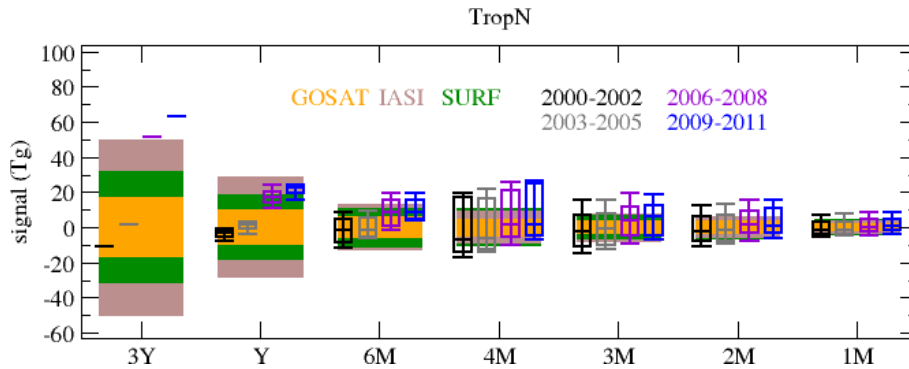 TropN
signal (Tg)
100
80
60
40
20
0
-20
-40
-60
GOSAT IASI SURF
2000-2002 2006-2008
2003-2005 2009-2011
3Y Y 6M 4M 3M 2M 1M